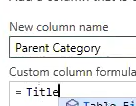 New column name
Parent Category
Custom column formula
= Title